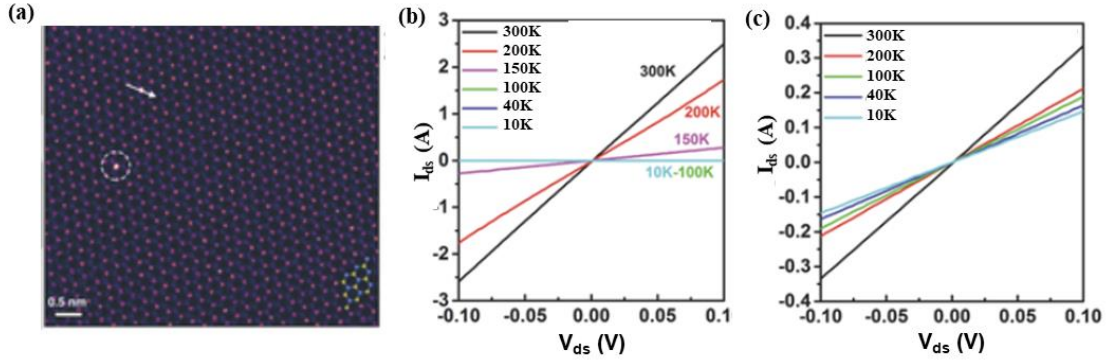 (a)
0.5 nm
(b)
I_ds (A)
3
2
1
0
-1
-2
-3
300K
200K
150K
100K
40K
10K
300K
200K
150K
10K-100K
-0.10
-0.05
0.00
0.05
0.1
V_ds (V)
(c)
I_ds (A)
0.4
0.3
0.2
0.1
0.0
-0.1
-0.2
-0.3
-0.4
300K
200K
100K
40K
10K
-0.10
-0.05
0.00
0.05
0.10
V_ds (V)